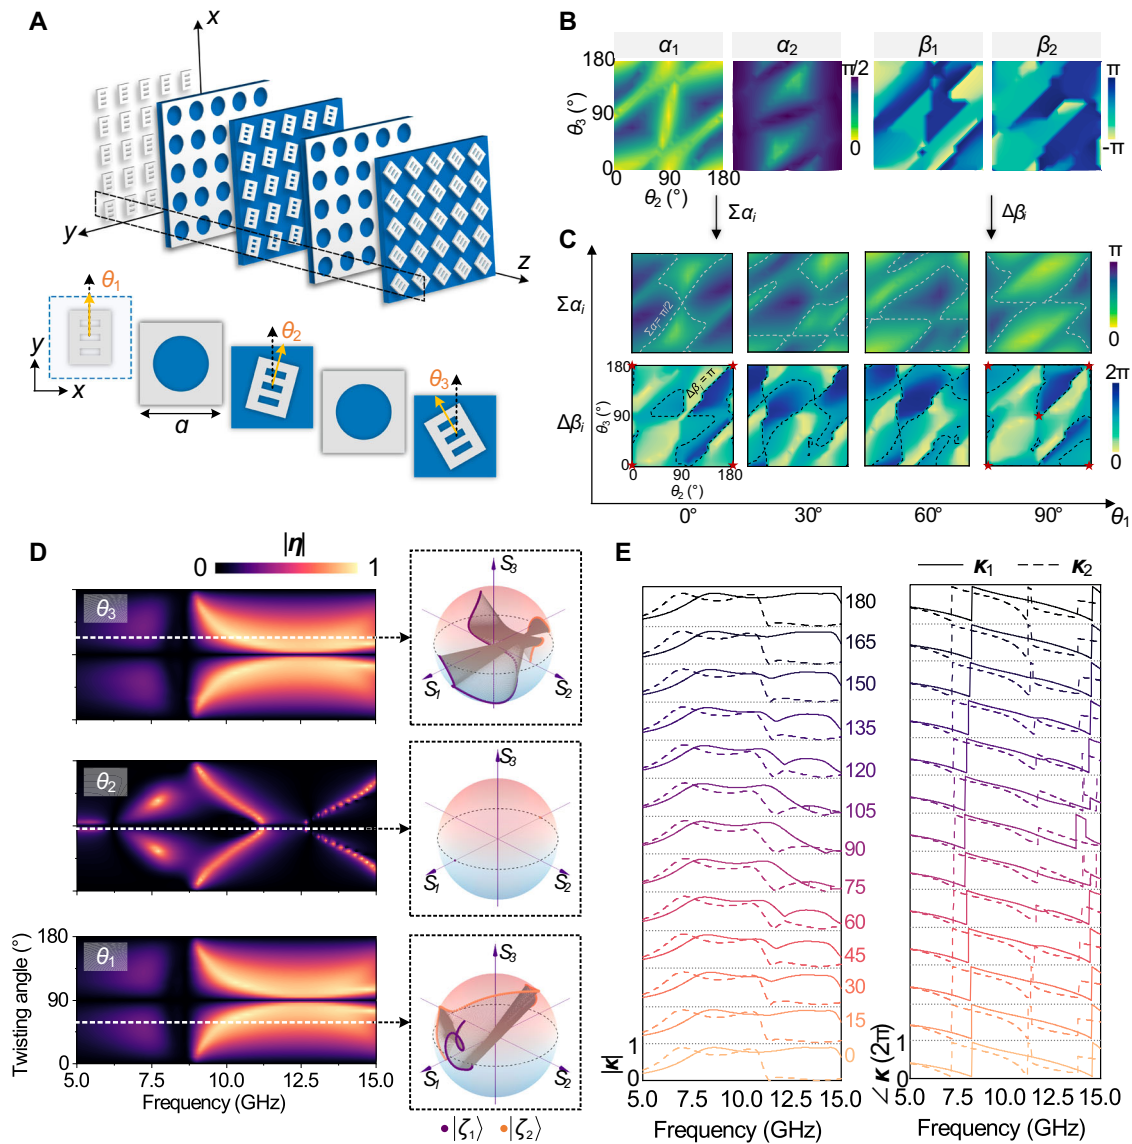 A
x
y
z
θ1
y
x
a
θ2
θ3
B
α1
α2
β1
β2
180
90
0
θ3 (°)
0
90
180
θ2 (°)
π/2
0
π
-π
Σαi
Δβi
C
Σαi
Σαi= π/2
π
0
Δβi
180
90
0
θ3 (°)
Δβi = π
0
90
180
θ2 (°)
2π
0
0°
30°
60°
90°
θ1
D
|η|
0
1
θ3
S3
S1
S2
θ2
S3
S1
S2
θ1
S3
S1
S2
Twisting angle (°)
180
90
0
5.0
7.5
10.0
12.5
15.0
Frequency (GHz)
|ζ1⟩
|ζ2⟩
E
κ1
κ2
180
165
150
135
120
105
90
75
60
45
30
15
0
|κ|
1
0
5.0
7.5
10.0
12.5
15.0
Frequency (GHz)
∠ κ (2π)
1
0
5.0
7.5
10.0
12.5
15.0
Frequency (GHz)